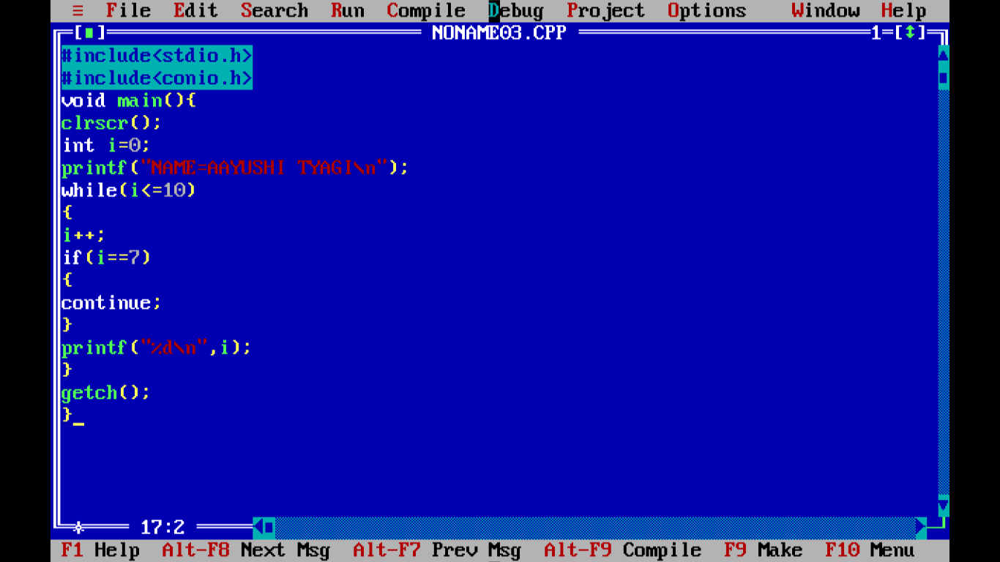 ≡ File Edit Search Run Compile Debug Project Options Window Help
[■] NONAME03.CPP 1=[↕]
#include<stdio.h>
#include<conio.h>
void main(){
clrscr();
int i=0;
printf("NAME=AAYUSHI TYAGI\n");
while(i<=10)
{
i++;
if(i==7)
{
continue;
}
printf("%d\n",i);
}
getch();
}_
17:2
F1 Help Alt-F8 Next Msg Alt-F7 Prev Msg Alt-F9 Compile F9 Make F10 Menu